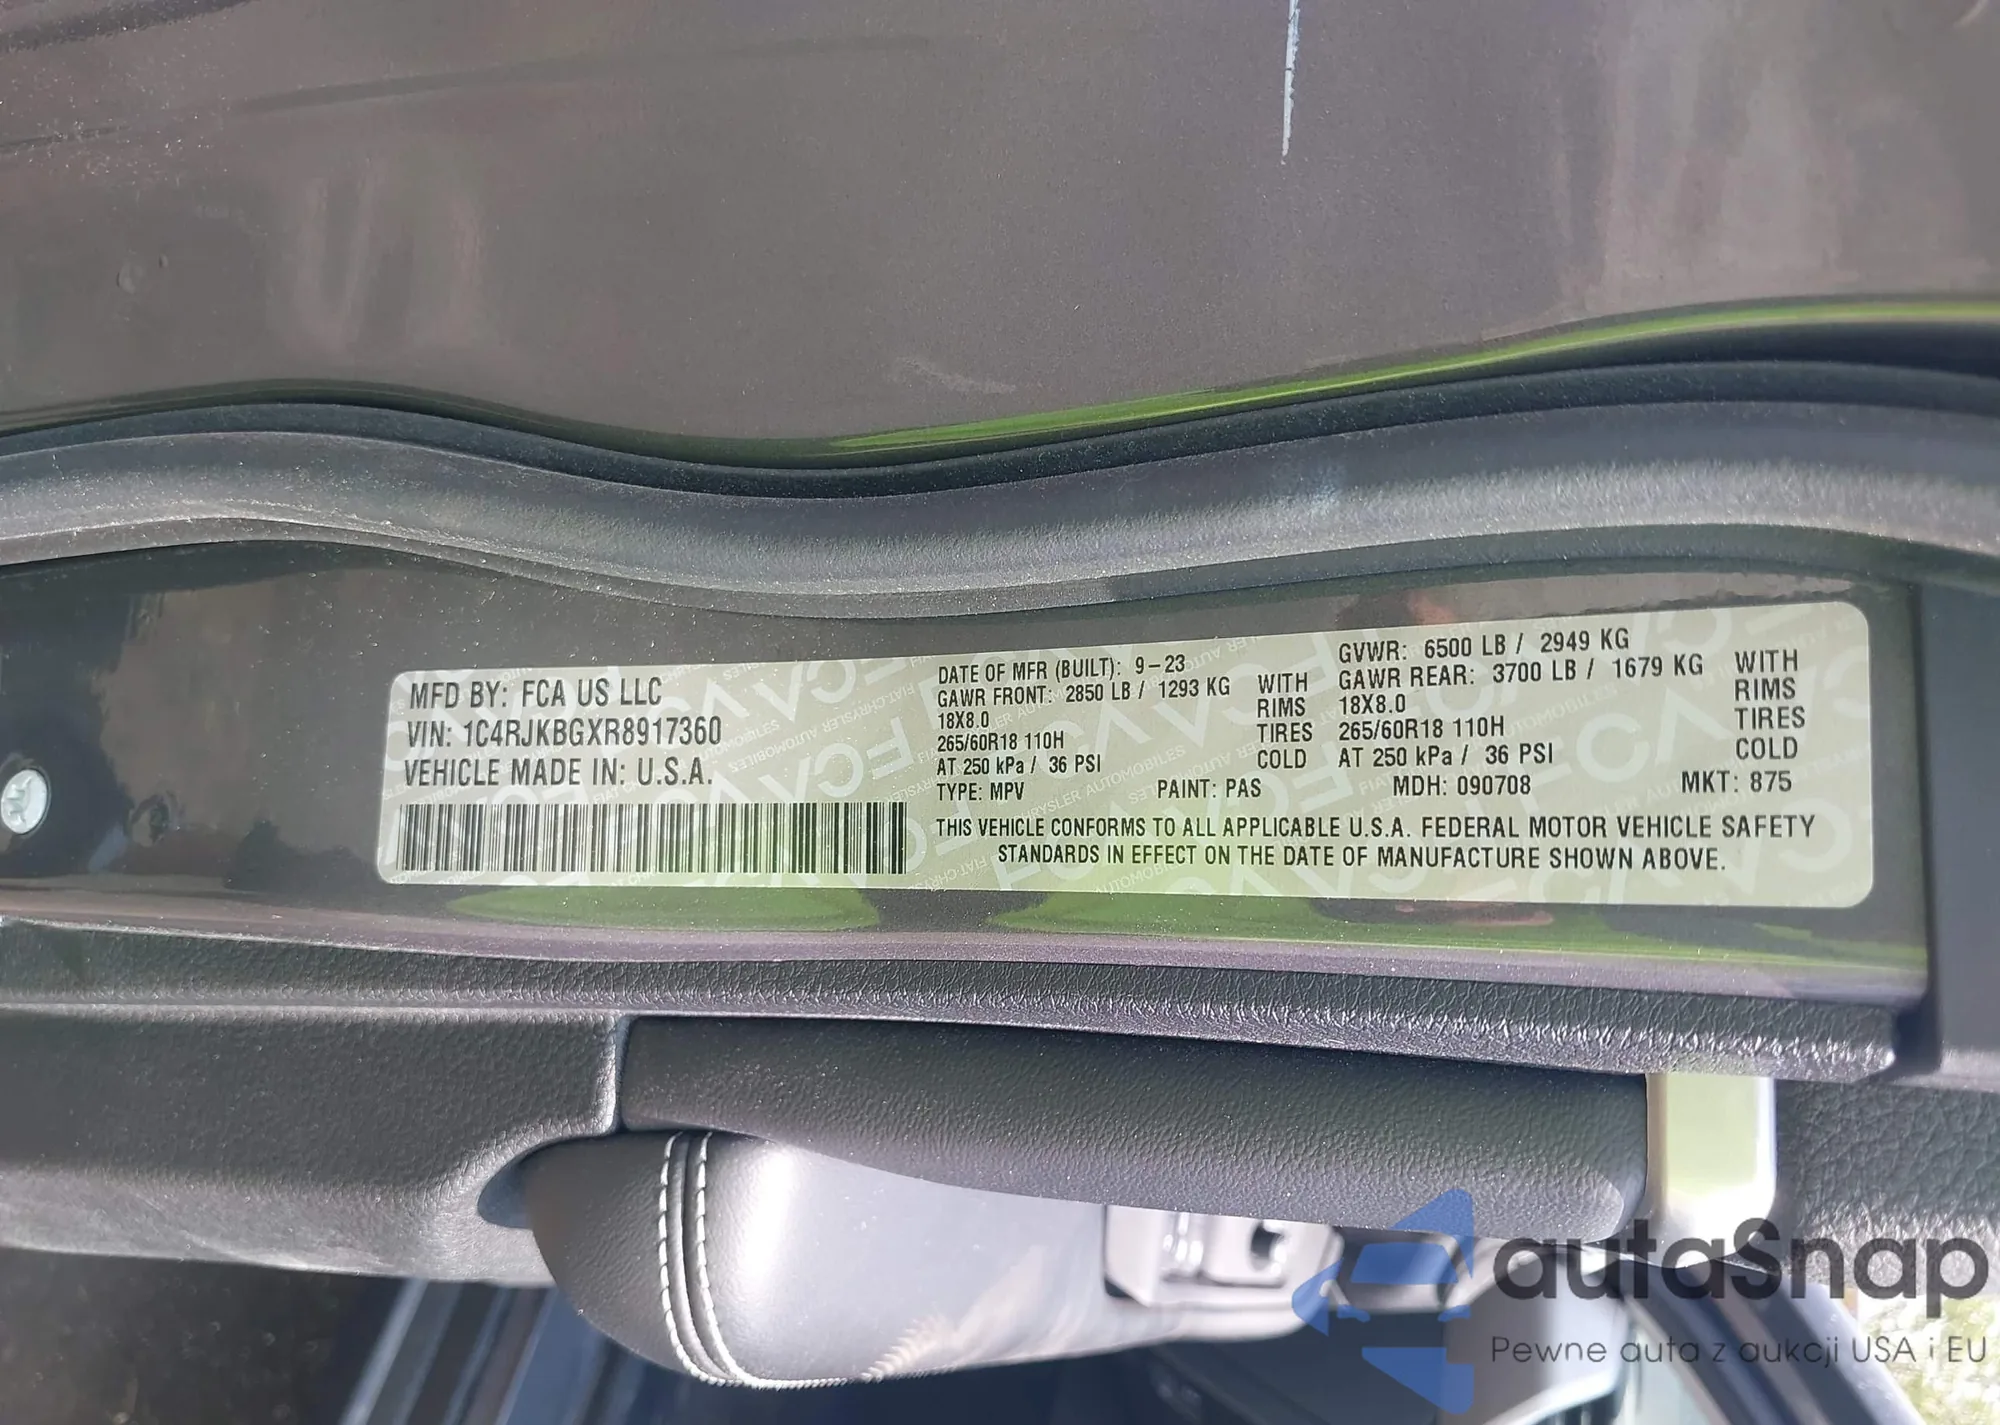 MFD BY: FCA US LLC
VIN: 1C4RJKBGXR8917360
VEHICLE MADE IN: U.S.A.
DATE OF MFR (BUILT): 9-23
GAWR FRONT: 2850 LB / 1293 KG WITH
18X8.0 RIMS
265/60R18 110H TIRES
AT 250 kPa / 36 PSI COLD
GVWR: 6500 LB / 2949 KG
GAWR REAR: 3700 LB / 1679 KG WITH
18X8.0 RIMS
265/60R18 110H TIRES
AT 250 kPa / 36 PSI COLD
TYPE: MPV PAINT: PAS MDH: 090708 MKT: 875
THIS VEHICLE CONFORMS TO ALL APPLICABLE U.S.A. FEDERAL MOTOR VEHICLE SAFETY
STANDARDS IN EFFECT ON THE DATE OF MANUFACTURE SHOWN ABOVE.
autaSnap
Pewne auta z aukcji USA i EU